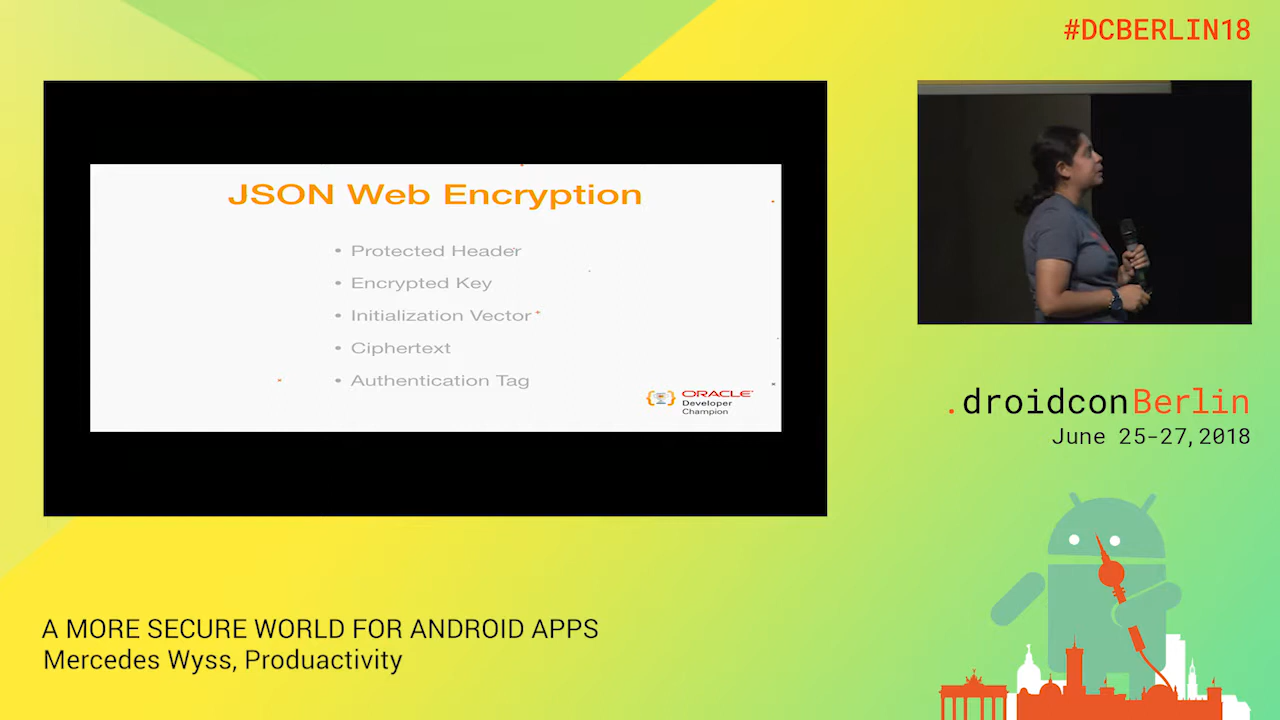 #DCBERLIN18
JSON Web Encryption
• Protected Header
• Encrypted Key
• Initialization Vector
• Ciphertext
• Authentication Tag
ORACLE
Developer
Champion
.droidconBerlin
June 25-27, 2018
A MORE SECURE WORLD FOR ANDROID APPS
Mercedes Wyss, Produactivity